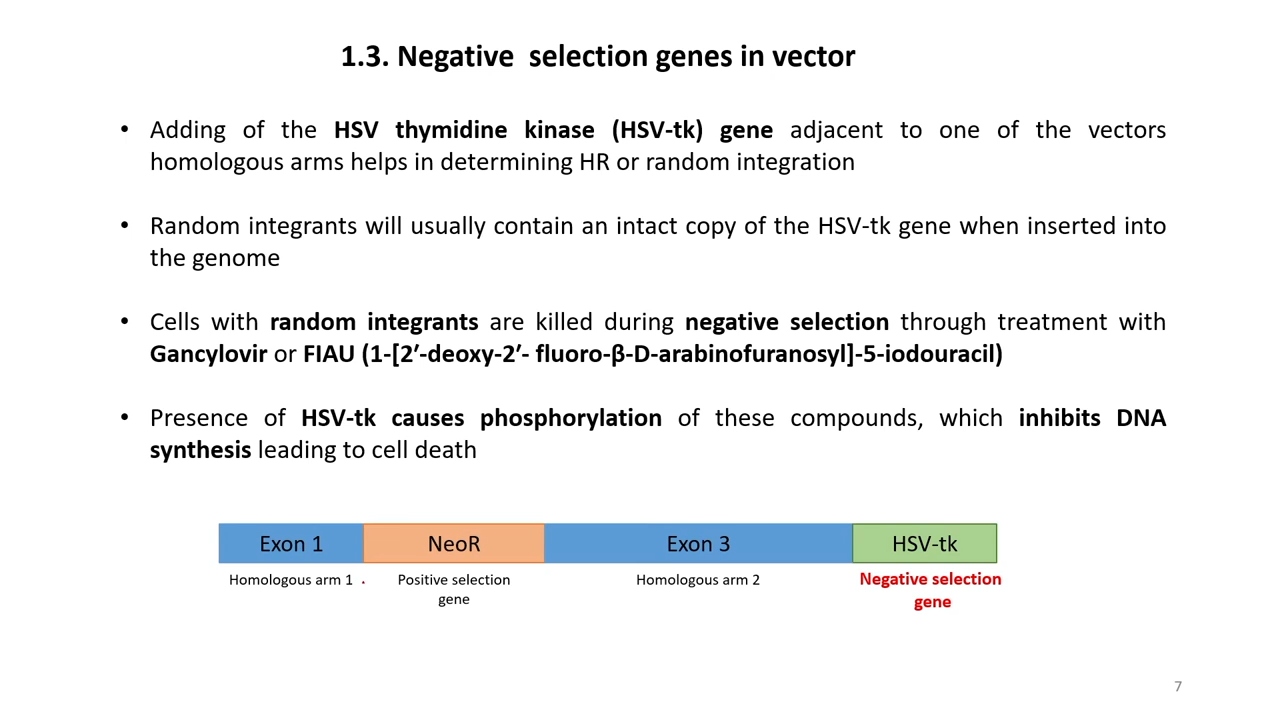 1.3. Negative selection genes in vector
• Adding of the HSV thymidine kinase (HSV-tk) gene adjacent to one of the vectors
homologous arms helps in determining HR or random integration
• Random integrants will usually contain an intact copy of the HSV-tk gene when inserted into
the genome
• Cells with random integrants are killed during negative selection through treatment with
Gancylovir or FIAU (1-[2′-deoxy-2′- fluoro-β-D-arabinofuranosyl]-5-iodouracil)
• Presence of HSV-tk causes phosphorylation of these compounds, which inhibits DNA
synthesis leading to cell death
Exon 1 NeoR Exon 3 HSV-tk
Homologous arm 1 Positive selection Homologous arm 2 Negative selection
gene gene
7